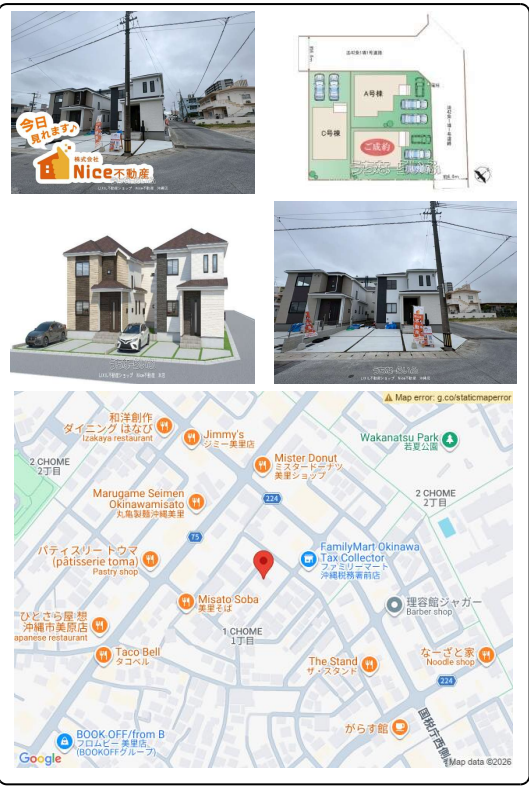 今日
見れます♪
株式会社
Nice不動産
A号棟
C号棟
ご成約
Map error: g.co/staticmaperror
和洋創作
ダイニング はなび
Izakaya restaurant
Jimmy's
ジミー美里店
Wakanatsu Park
若夏公園
Mister Donut
ミスタードーナツ
美里ショップ
2 CHOME
2丁目
Marugame Seimen
Okinawamisato
丸亀製麺沖縄美里
224
2 CHOME
2丁目
75
パティスリー トウマ
(pâtisserie toma)
Pastry shop
FamilyMart Okinawa
Tax Collector
ファミリーマート
沖縄税務署前店
Misato Soba
美里そば
理容館ジャガー
Barber shop
ひとさら屋 想
沖縄市美原店
apanese restaurant
1 CHOME
1丁目
Taco Bell
タコベル
The Stand
ザ・スタンド
なーざと家
Noodle shop
224
がらす館
国税庁西側
BOOK OFF/from B
フロムビー 美里店
(BOOKOFFグループ)
Google
Map data ©2026